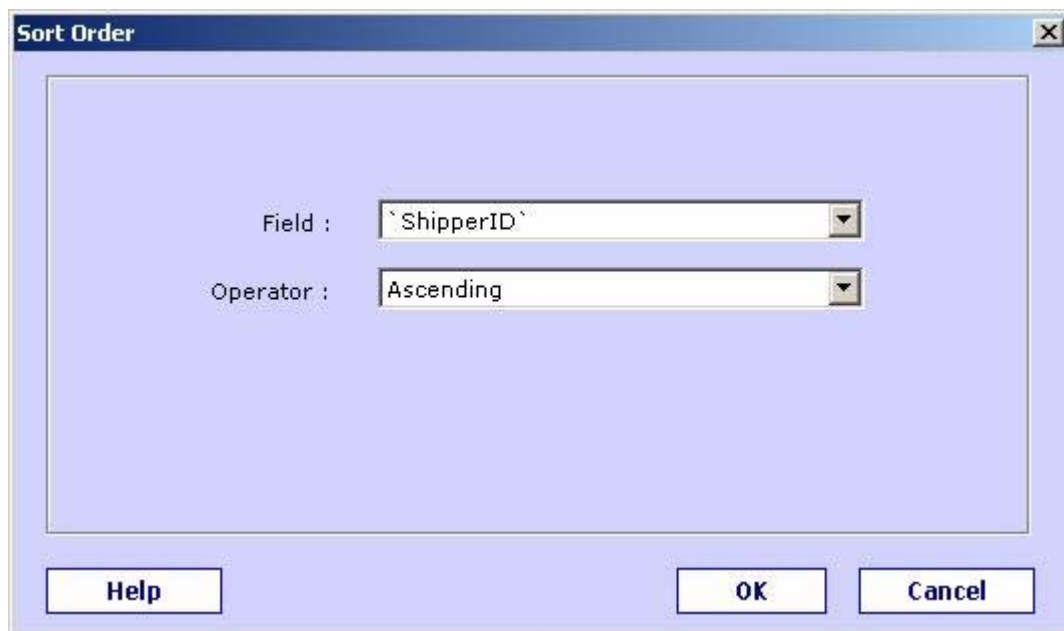 Sort Order
Field : `ShipperID`
Operator : Ascending
Help OK Cancel